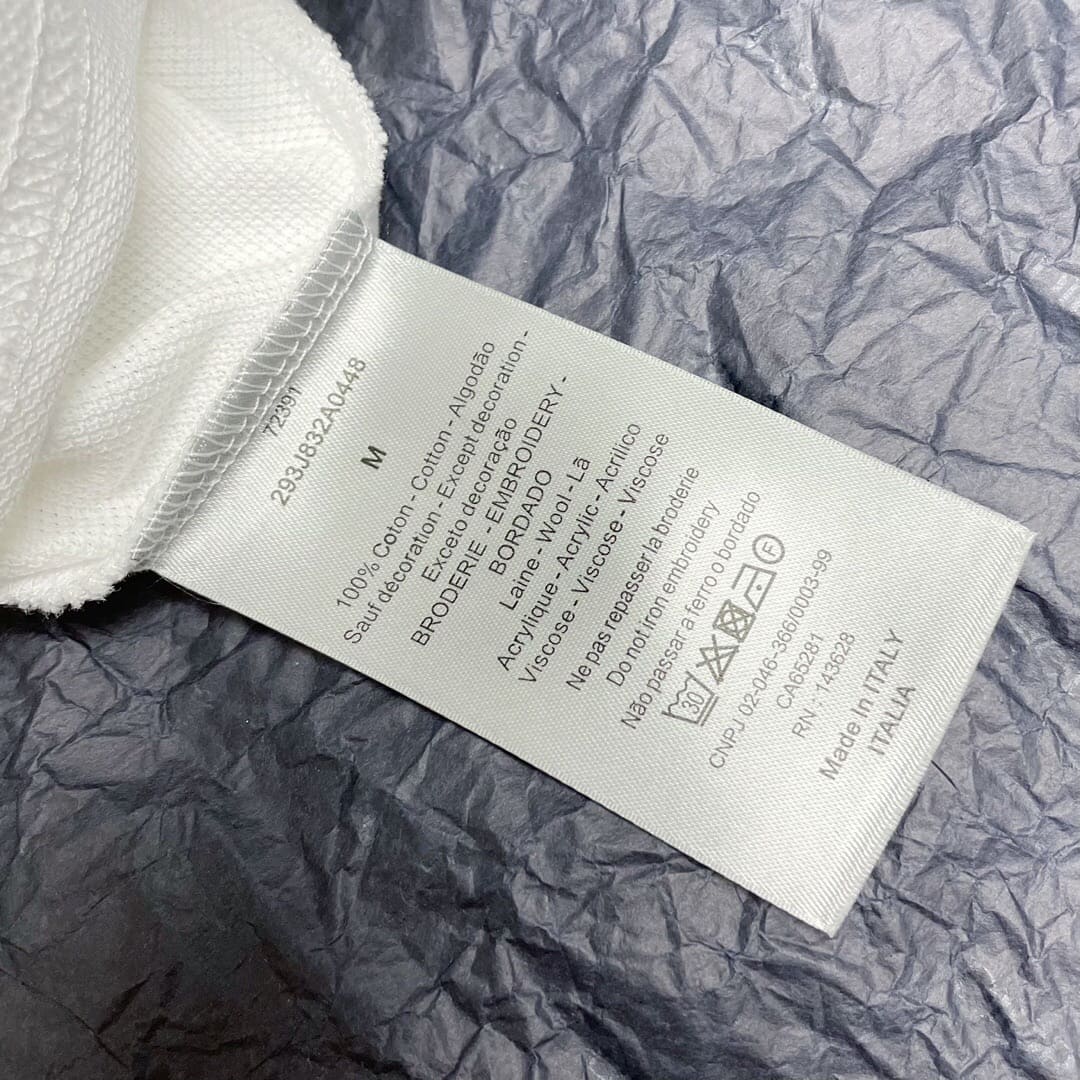 72391
293J832A0448
M
100% Coton - Cotton - Algodão
Sauf décoration - Except decoration -
Exceto decoração
BRODERIE - EMBROIDERY -
BORDADO
Laine - Wool - Lã
Acrylique - Acrylic - Acrílico
Viscose - Viscose - Viscose
Ne pas repasser la broderie
Do not iron embroidery
Não passar a ferro o bordado
30 F
CNPJ 02-046-366/0003-99
CA65281
RN : 143628
Made in ITALY
ITALIA